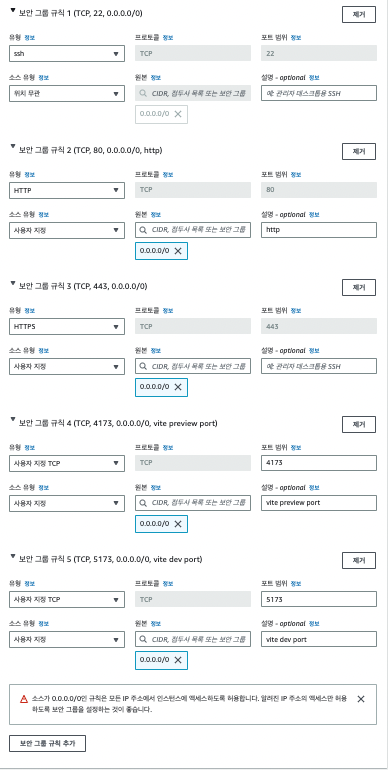 보안 그룹 규칙 1 (TCP, 22, 0.0.0.0/0)
제거
유형 정보
프로토콜 정보
포트 범위 정보
ssh
TCP
22
소스 유형 정보
원본 정보
설명 - optional 정보
위치 무관
CIDR, 접두사 목록 또는 보안 그룹
예: 관리자 데스크톱용 SSH
0.0.0.0/0
보안 그룹 규칙 2 (TCP, 80, 0.0.0.0/0, http)
제거
유형 정보
프로토콜 정보
포트 범위 정보
HTTP
TCP
80
소스 유형 정보
원본 정보
설명 - optional 정보
사용자 지정
CIDR, 접두사 목록 또는 보안 그룹
http
0.0.0.0/0
보안 그룹 규칙 3 (TCP, 443, 0.0.0.0/0)
제거
유형 정보
프로토콜 정보
포트 범위 정보
HTTPS
TCP
443
소스 유형 정보
원본 정보
설명 - optional 정보
사용자 지정
CIDR, 접두사 목록 또는 보안 그룹
예: 관리자 데스크톱용 SSH
0.0.0.0/0
보안 그룹 규칙 4 (TCP, 4173, 0.0.0.0/0, vite preview port)
제거
유형 정보
프로토콜 정보
포트 범위 정보
사용자 지정 TCP
TCP
4173
소스 유형 정보
원본 정보
설명 - optional 정보
사용자 지정
CIDR, 접두사 목록 또는 보안 그룹
vite preview port
0.0.0.0/0
보안 그룹 규칙 5 (TCP, 5173, 0.0.0.0/0, vite dev port)
제거
유형 정보
프로토콜 정보
포트 범위 정보
사용자 지정 TCP
TCP
5173
소스 유형 정보
원본 정보
설명 - optional 정보
사용자 지정
CIDR, 접두사 목록 또는 보안 그룹
vite dev port
0.0.0.0/0
소스가 0.0.0.0/0인 규칙은 모든 IP 주소에서 인스턴스에 액세스하도록 허용합니다. 알려진 IP 주소의 액세스만 허용
하도록 보안 그룹을 설정하는 것이 좋습니다.
보안 그룹 규칙 추가